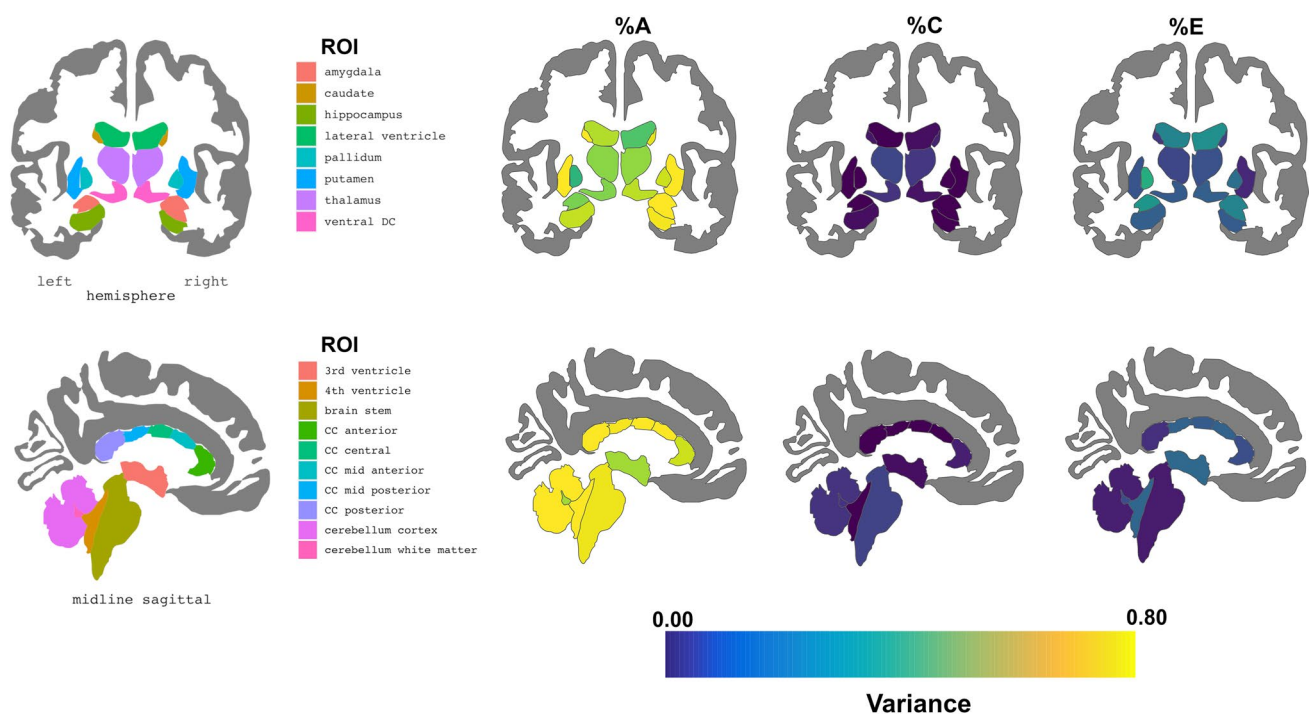 %A
%C
%E
ROI
amygdala
caudate
hippocampus
lateral ventricle
pallidum
putamen
thalamus
ventral DC
left right
hemisphere
ROI
3rd ventricle
4th ventricle
brain stem
CC anterior
CC central
CC mid anterior
CC mid posterior
CC posterior
cerebellum cortex
cerebellum white matter
midline sagittal
0.00 0.80
Variance